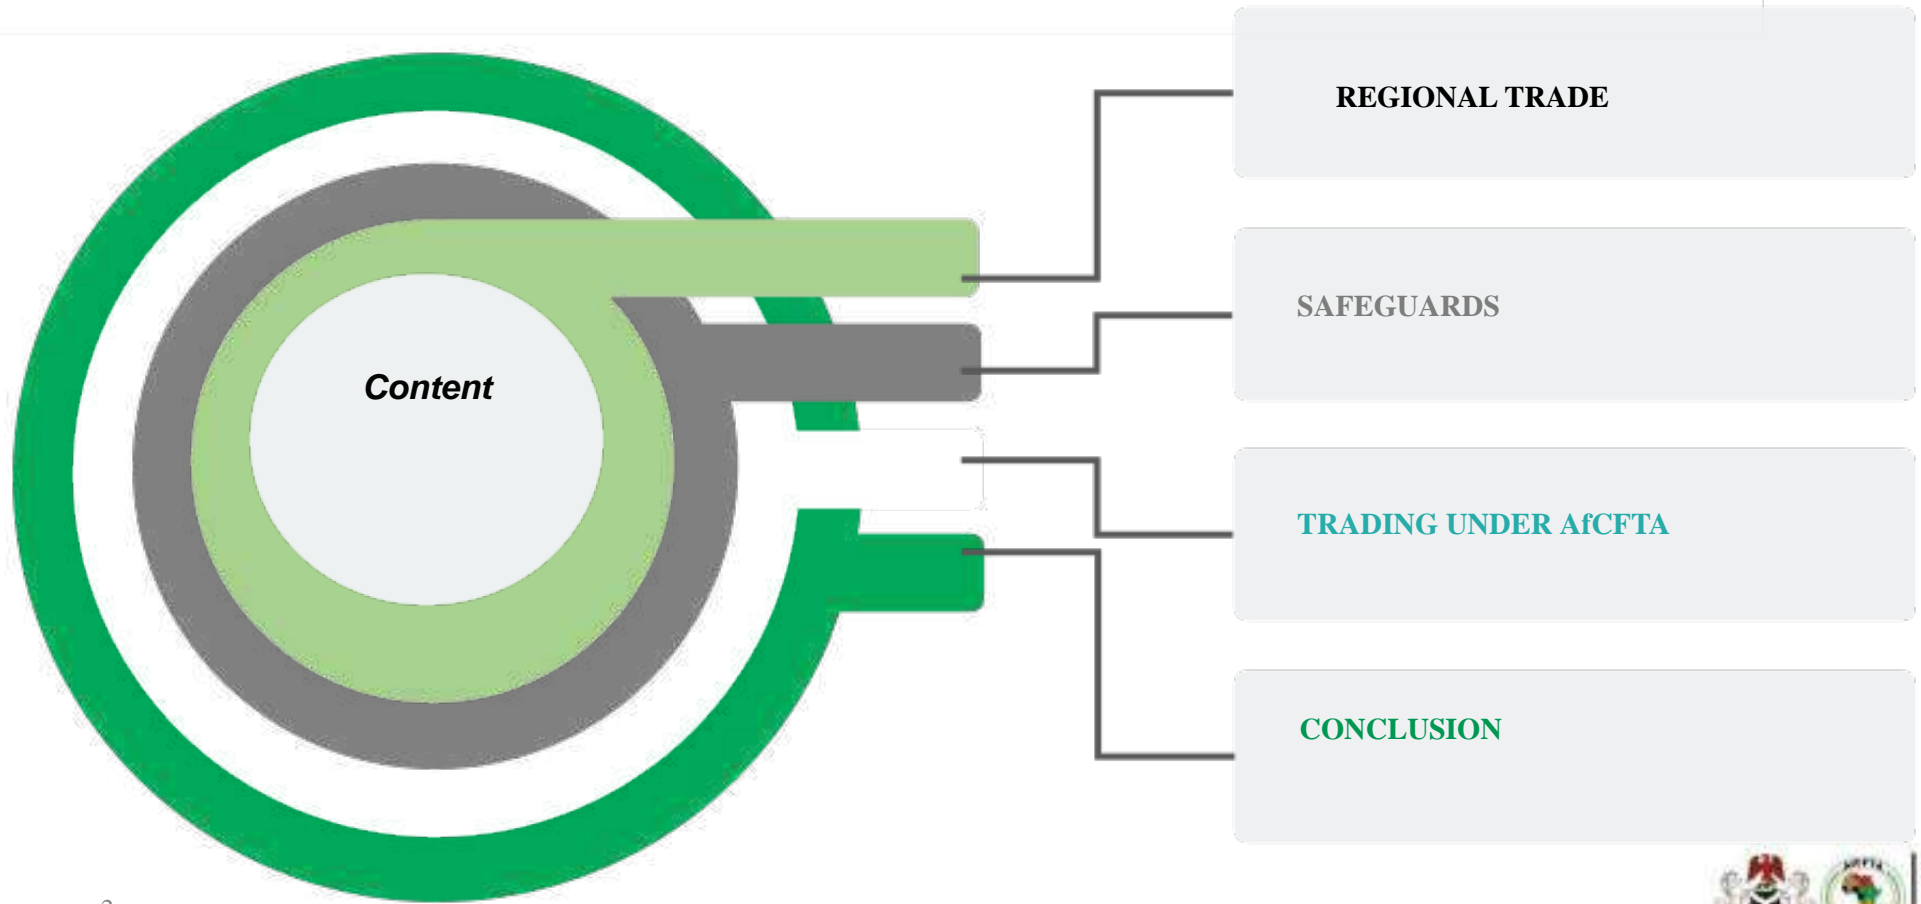 REGIONAL TRADE
SAFEGUARDS
Content
TRADING UNDER AfCFTA
CONCLUSION